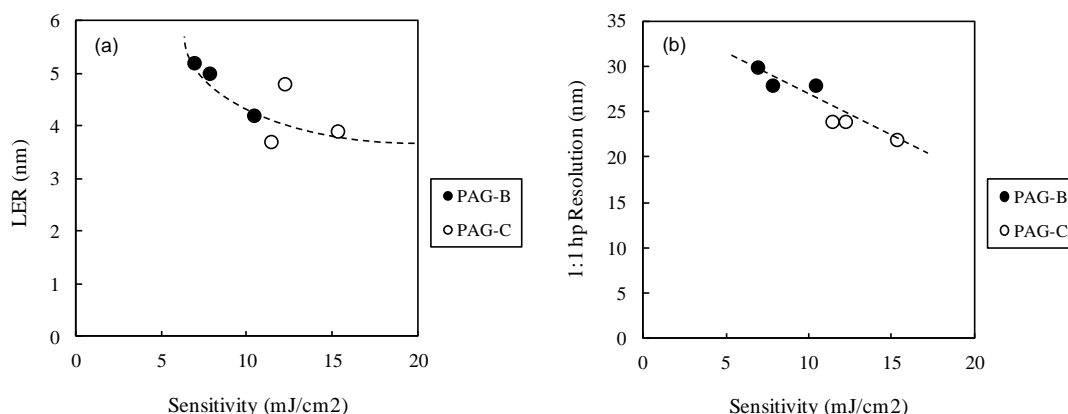 (a)
LER (nm)
6
5
4
3
2
1
0
0 5 10 15 20
Sensitivity (mJ/cm2)
PAG-B
PAG-C
(b)
1:1 hp Resolution (nm)
35
30
25
20
15
10
5
0
0 5 10 15 20
Sensitivity (mJ/cm2)
PAG-B
PAG-C